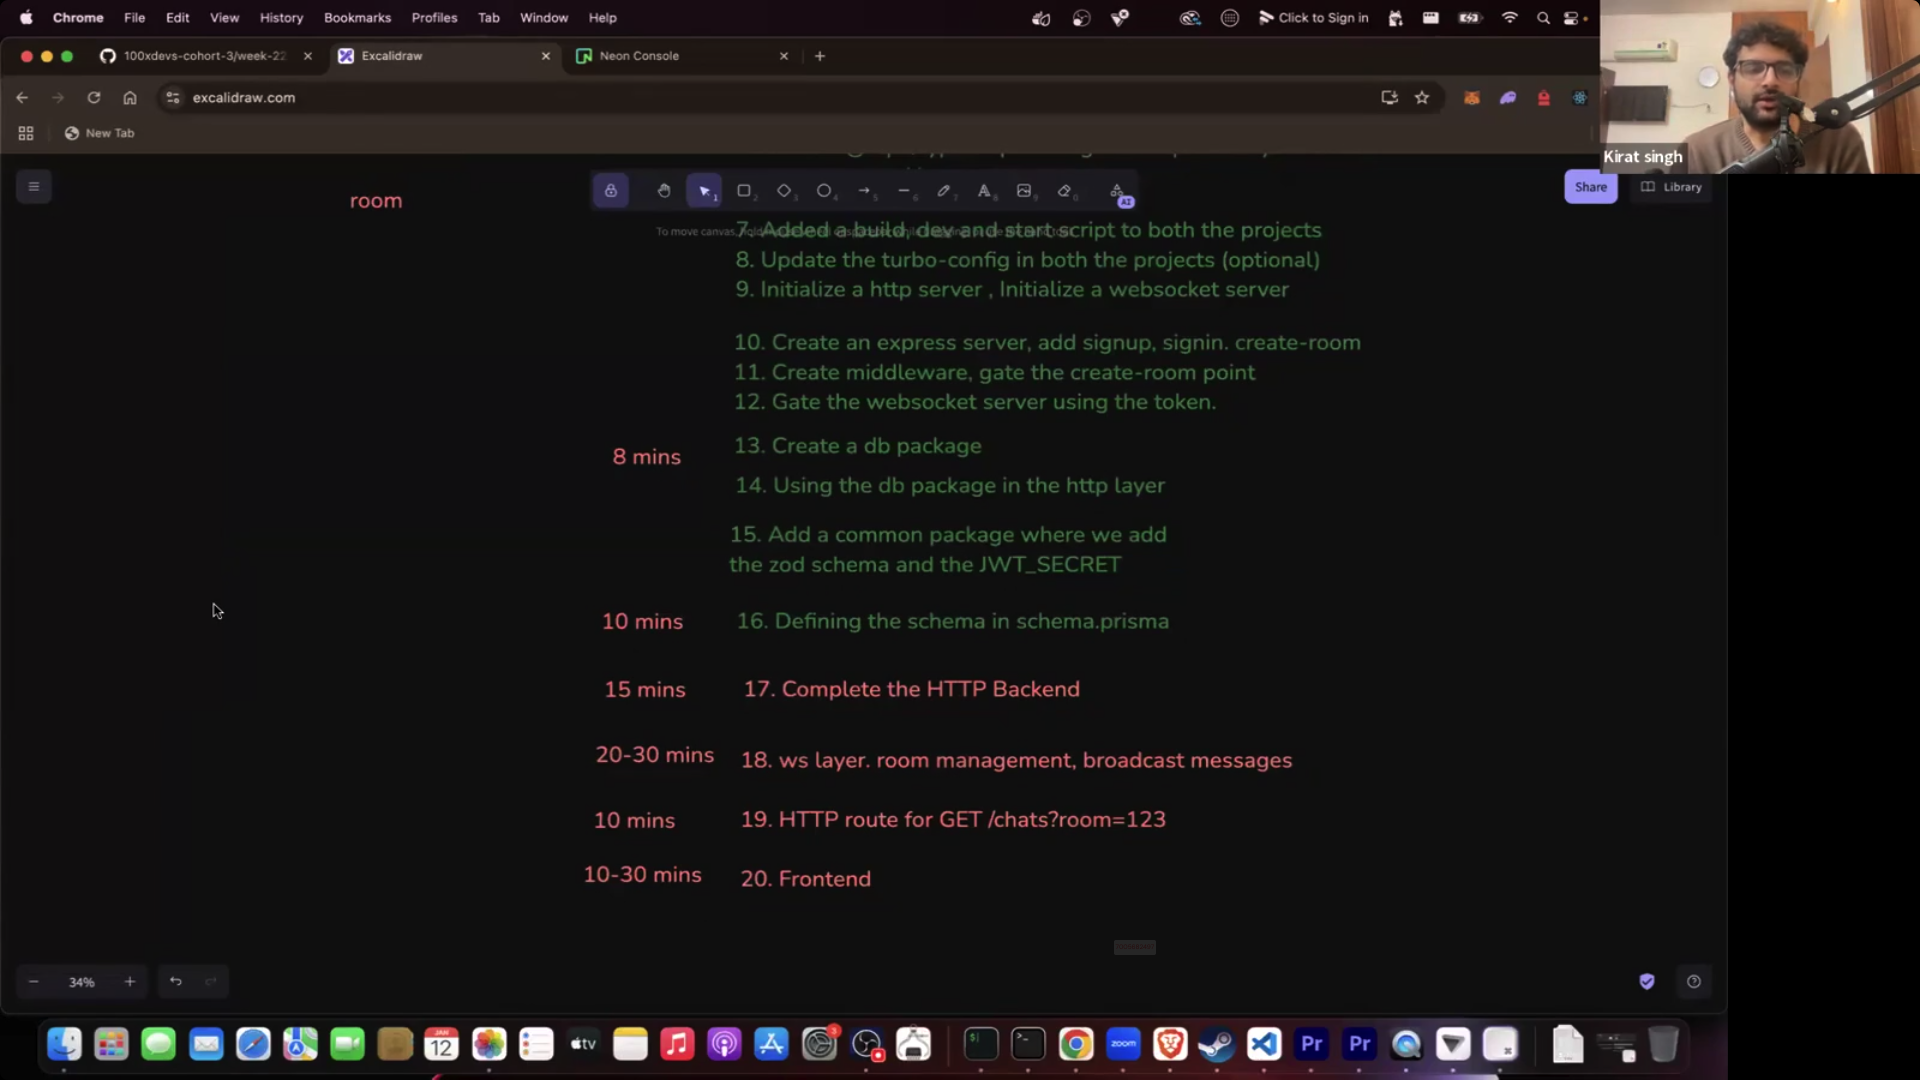 Chrome File Edit View History Bookmarks Profiles Tab Window Help
Click to Sign in
100xdevs-cohort-3/week-22
Excalidraw
Neon Console
excalidraw.com
New Tab
Kirat singh
Share
Library
room
AI
7. Added a build, dev and start script to both the projects
8. Update the turbo-config in both the projects (optional)
9. Initialize a http server , Initialize a websocket server
10. Create an express server, add signup, signin. create-room
11. Create middleware, gate the create-room point
12. Gate the websocket server using the token.
8 mins
13. Create a db package
14. Using the db package in the http layer
15. Add a common package where we add
the zod schema and the JWT_SECRET
10 mins
16. Defining the schema in schema.prisma
15 mins
17. Complete the HTTP Backend
20-30 mins
18. ws layer. room management, broadcast messages
10 mins
19. HTTP route for GET /chats?room=123
10-30 mins
20. Frontend
34%
JAN
12
tv
3
zoom
Pr
Pr